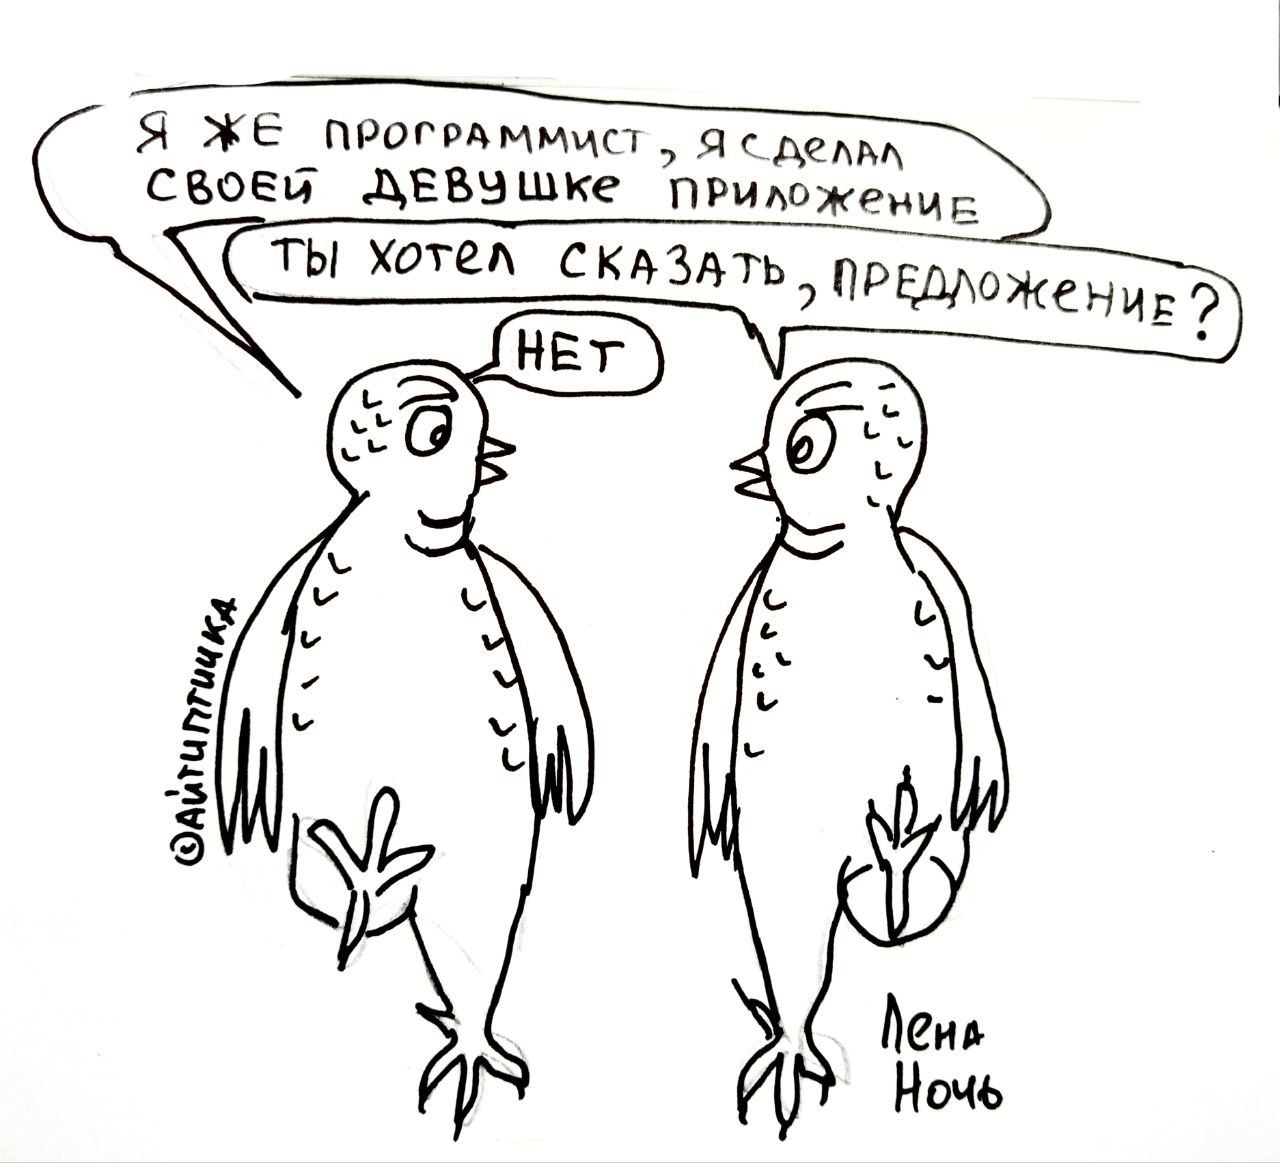 Я ЖЕ ПРОГРАММИСТ, Я СДЕЛАЛ
СВОЕЙ ДЕВУШКЕ ПРИЛОЖЕНИЕ
ТЫ ХОТЕЛ СКАЗАТЬ, ПРЕДЛОЖЕНИЕ?
НЕТ
©АЙТИПТИЧКА
Лена
Ночь